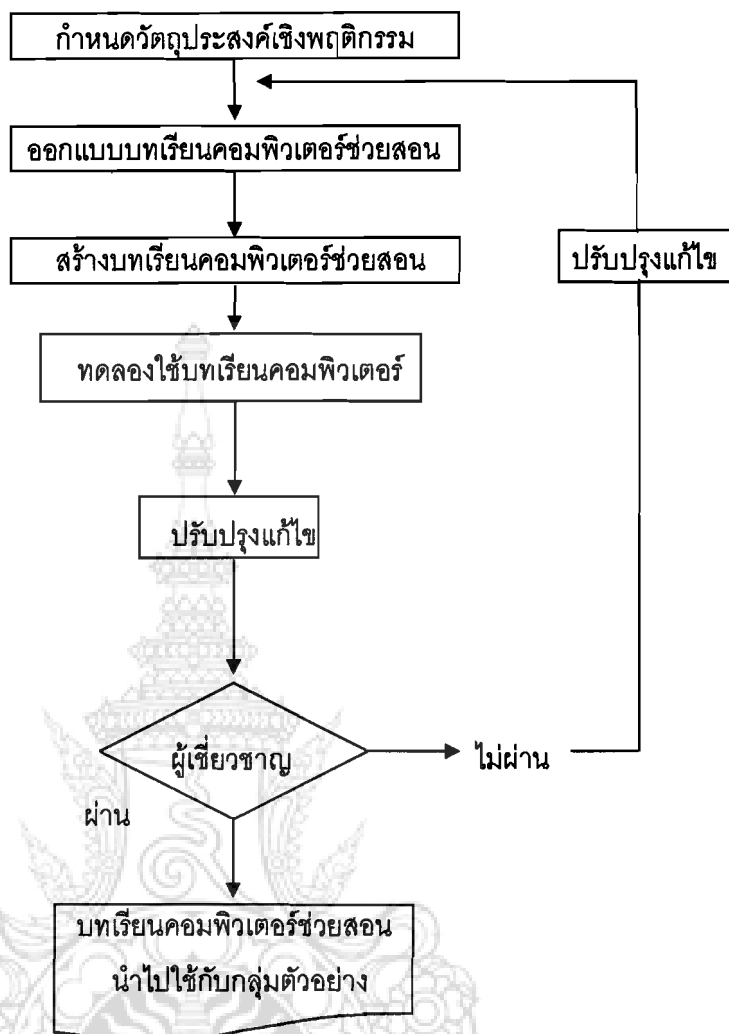 กำหนดวัตถุประสงค์เชิงพฤติกรรม
ออกแบบบทเรียนคอมพิวเตอร์ช่วยสอน
สร้างบทเรียนคอมพิวเตอร์ช่วยสอน
ปรับปรุงแก้ไข
ทดลองใช้บทเรียนคอมพิวเตอร์
ปรับปรุงแก้ไข
ผู้เชี่ยวชาญ
ไม่ผ่าน
ผ่าน
บทเรียนคอมพิวเตอร์ช่วยสอน
นำไปใช้กับกลุ่มตัวอย่าง